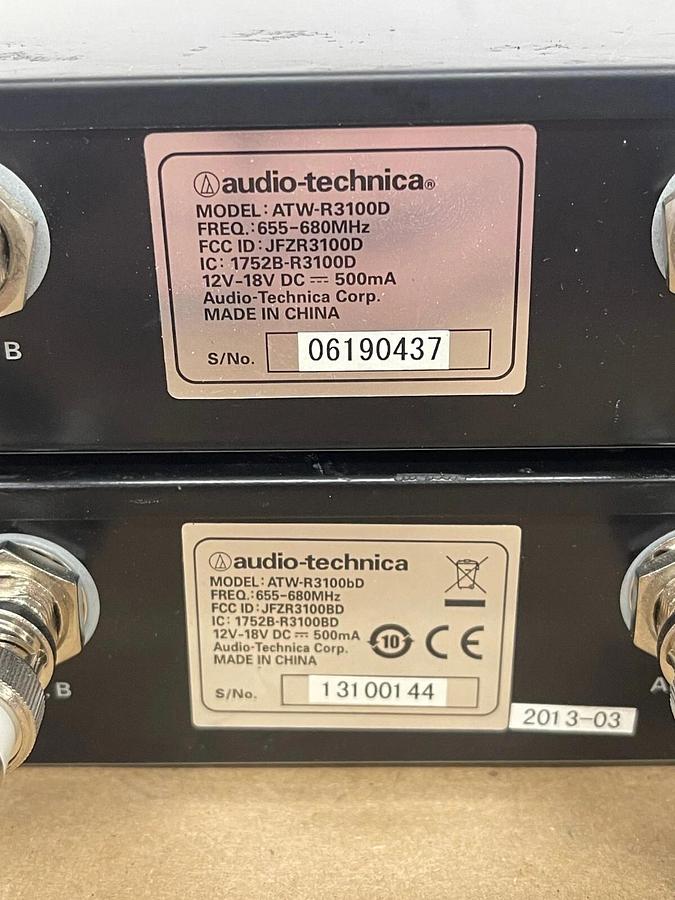 audio-technica®
MODEL: ATW-R3100D
FREQ.: 655-680MHz
FCC ID: JFZR3100D
IC: 1752B-R3100D
12V-18V DC ⎓ 500mA
Audio-Technica Corp.
MADE IN CHINA
S/No. 06190437
B
audio-technica
MODEL: ATW-R3100bD
FREQ.: 655-680MHz
FCC ID: JFZR3100BD
IC: 1752B-R3100BD
12V-18V DC ⎓ 500mA
Audio-Technica Corp.
MADE IN CHINA
10 CE
S/No. 13100144
B
A
2013-03